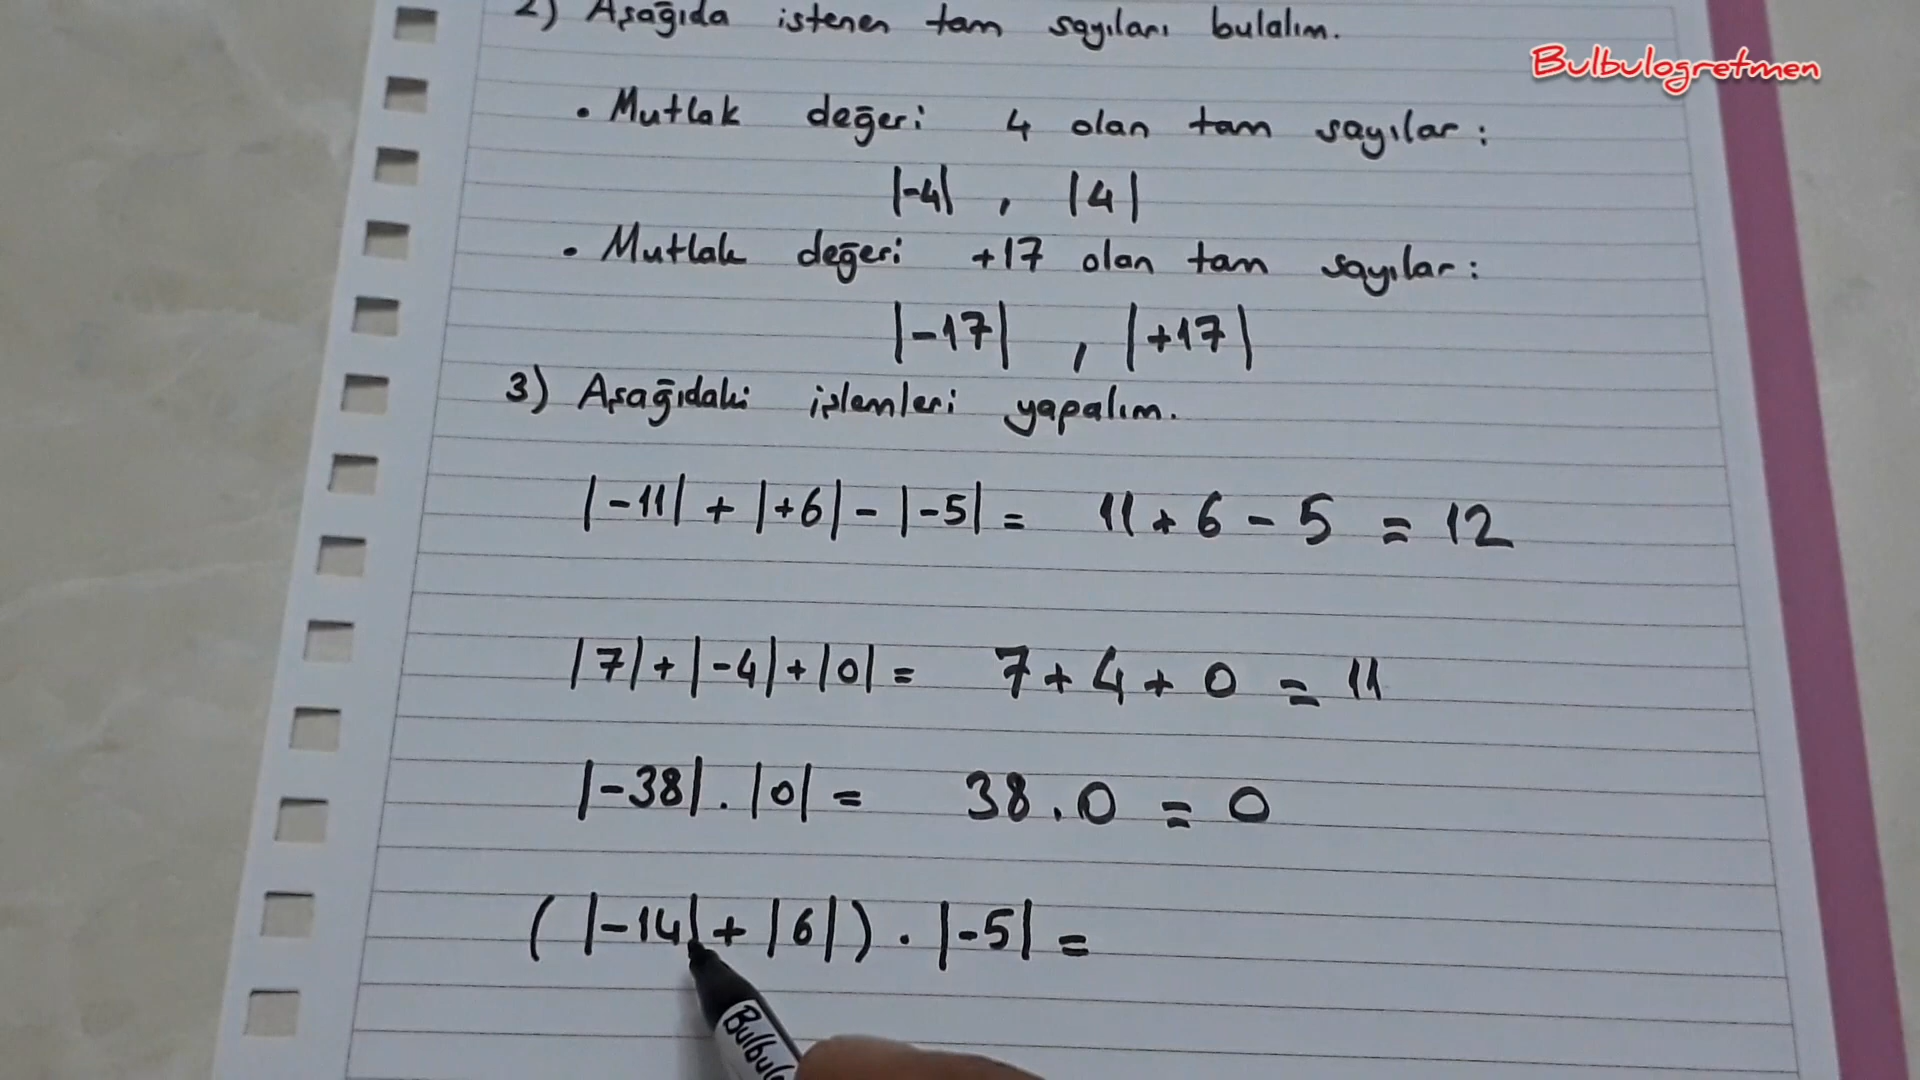 2) Aşağıda istenen tam sayıları bulalım.
Bulbulogretmen
• Mutlak değeri 4 olan tam sayılar:
|-4| , |4|
• Mutlak değeri +17 olan tam sayılar:
|-17| , |+17|
3) Aşağıdaki işlemleri yapalım.
|-11| + |+6| - |-5| = 11 + 6 - 5 = 12
|7| + |-4| + |0| = 7 + 4 + 0 = 11
|-38| . |0| = 38 . 0 = 0
( |-14| + |6| ) . |-5| =